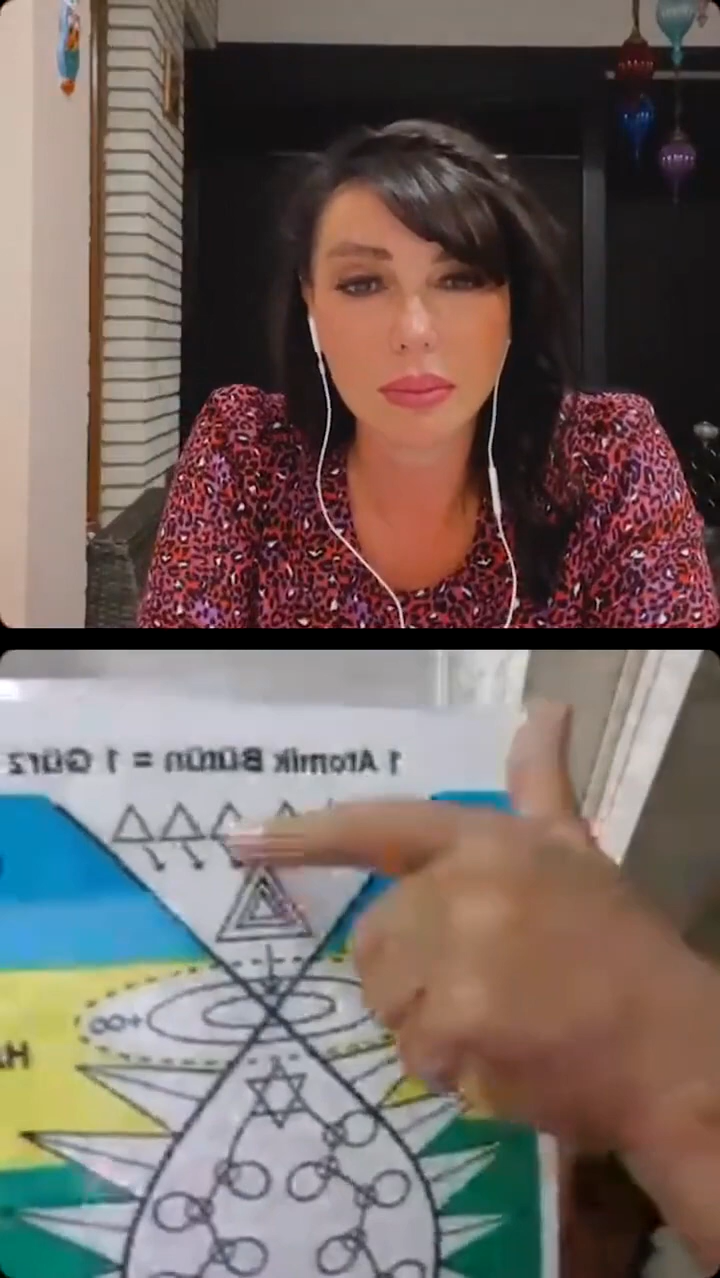 1 Atomik Bütün = 1 Gürz
+∞